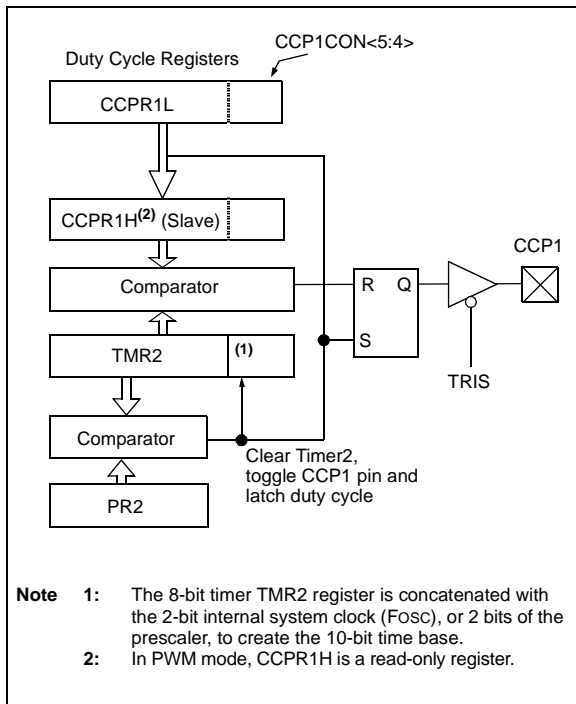 CCP1CON<5:4>
Duty Cycle Registers
CCPR1L
CCPR1H(2) (Slave)
CCP1
Comparator
R Q
TMR2 (1)
S
TRIS
Comparator
Clear Timer2,
toggle CCP1 pin and
latch duty cycle
PR2
Note 1: The 8-bit timer TMR2 register is concatenated with
the 2-bit internal system clock (FOSC), or 2 bits of the
prescaler, to create the 10-bit time base.
2: In PWM mode, CCPR1H is a read-only register.